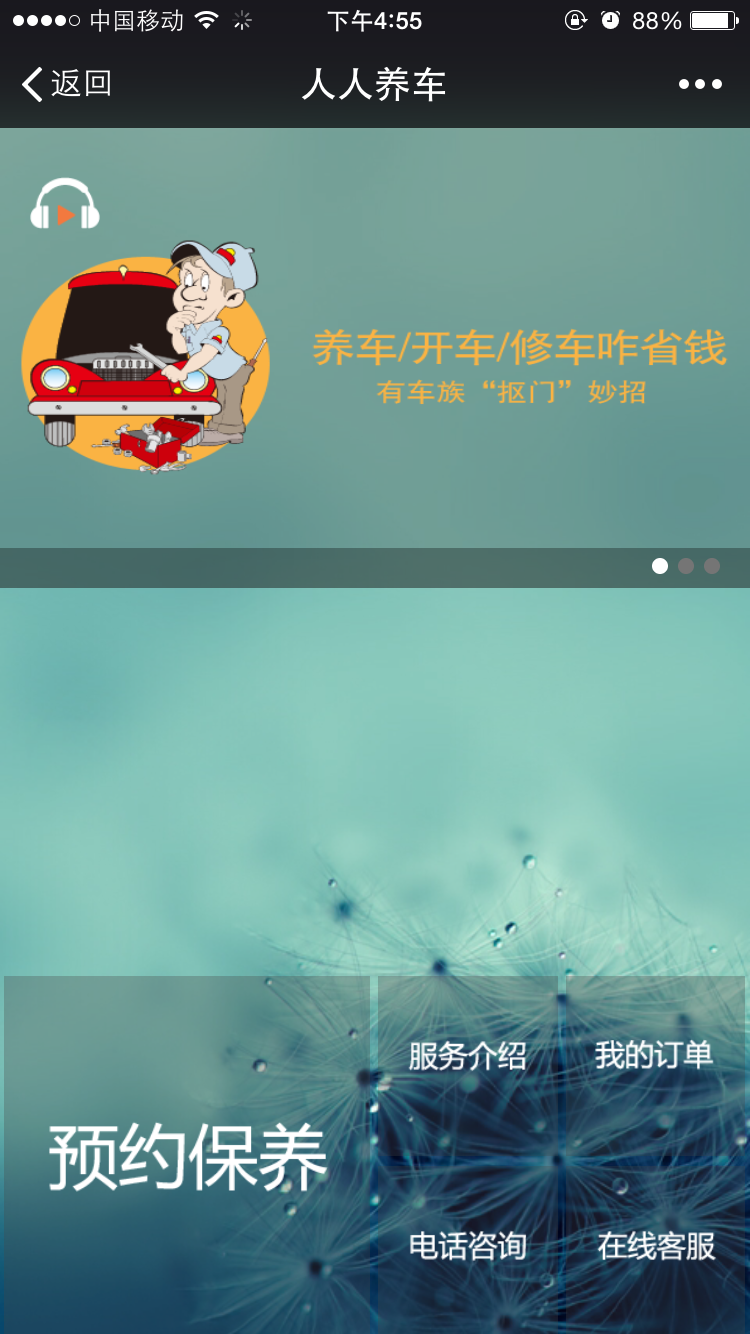 中国移动 下午4:55 88%
返回 人人养车
养车/开车/修车咋省钱
有车族“抠门”妙招
服务介绍 我的订单
预约保养
电话咨询 在线客服